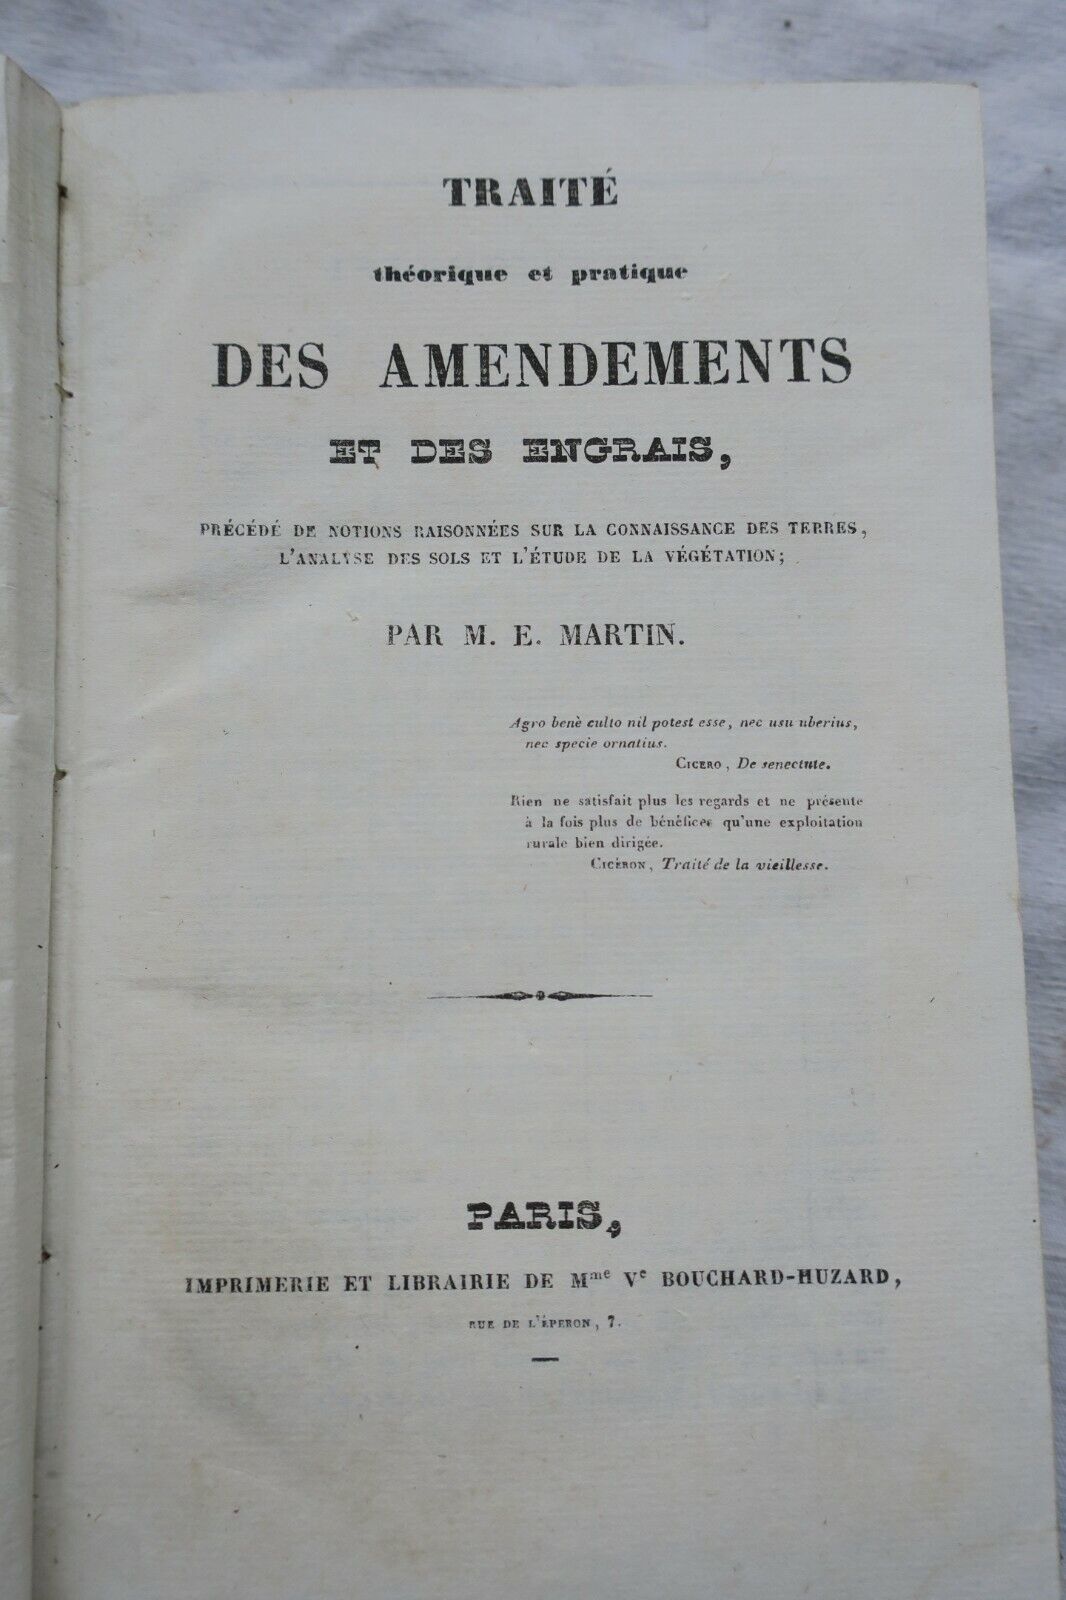 TRAITÉ
théorique et pratique
DES AMENDEMENTS
ET DES ENGRAIS,
PRÉCÉDÉ DE NOTIONS RAISONNÉES SUR LA CONNAISSANCE DES TERRES,
L'ANALYSE DES SOLS ET L'ÉTUDE DE LA VÉGÉTATION;
PAR M. E. MARTIN.
Agro benè culto nil potest esse, nec usu uberius,
nec specie ornatius.
CICERO, De senectute.
Rien ne satisfait plus les regards et ne présente
à la fois plus de bénéfices qu'une exploitation
rurale bien dirigée.
CICÉRON, Traité de la vieillesse.
PARIS,
IMPRIMERIE ET LIBRAIRIE DE Mme Ve BOUCHARD-HUZARD,
RUE DE L'ÉPERON, 7.